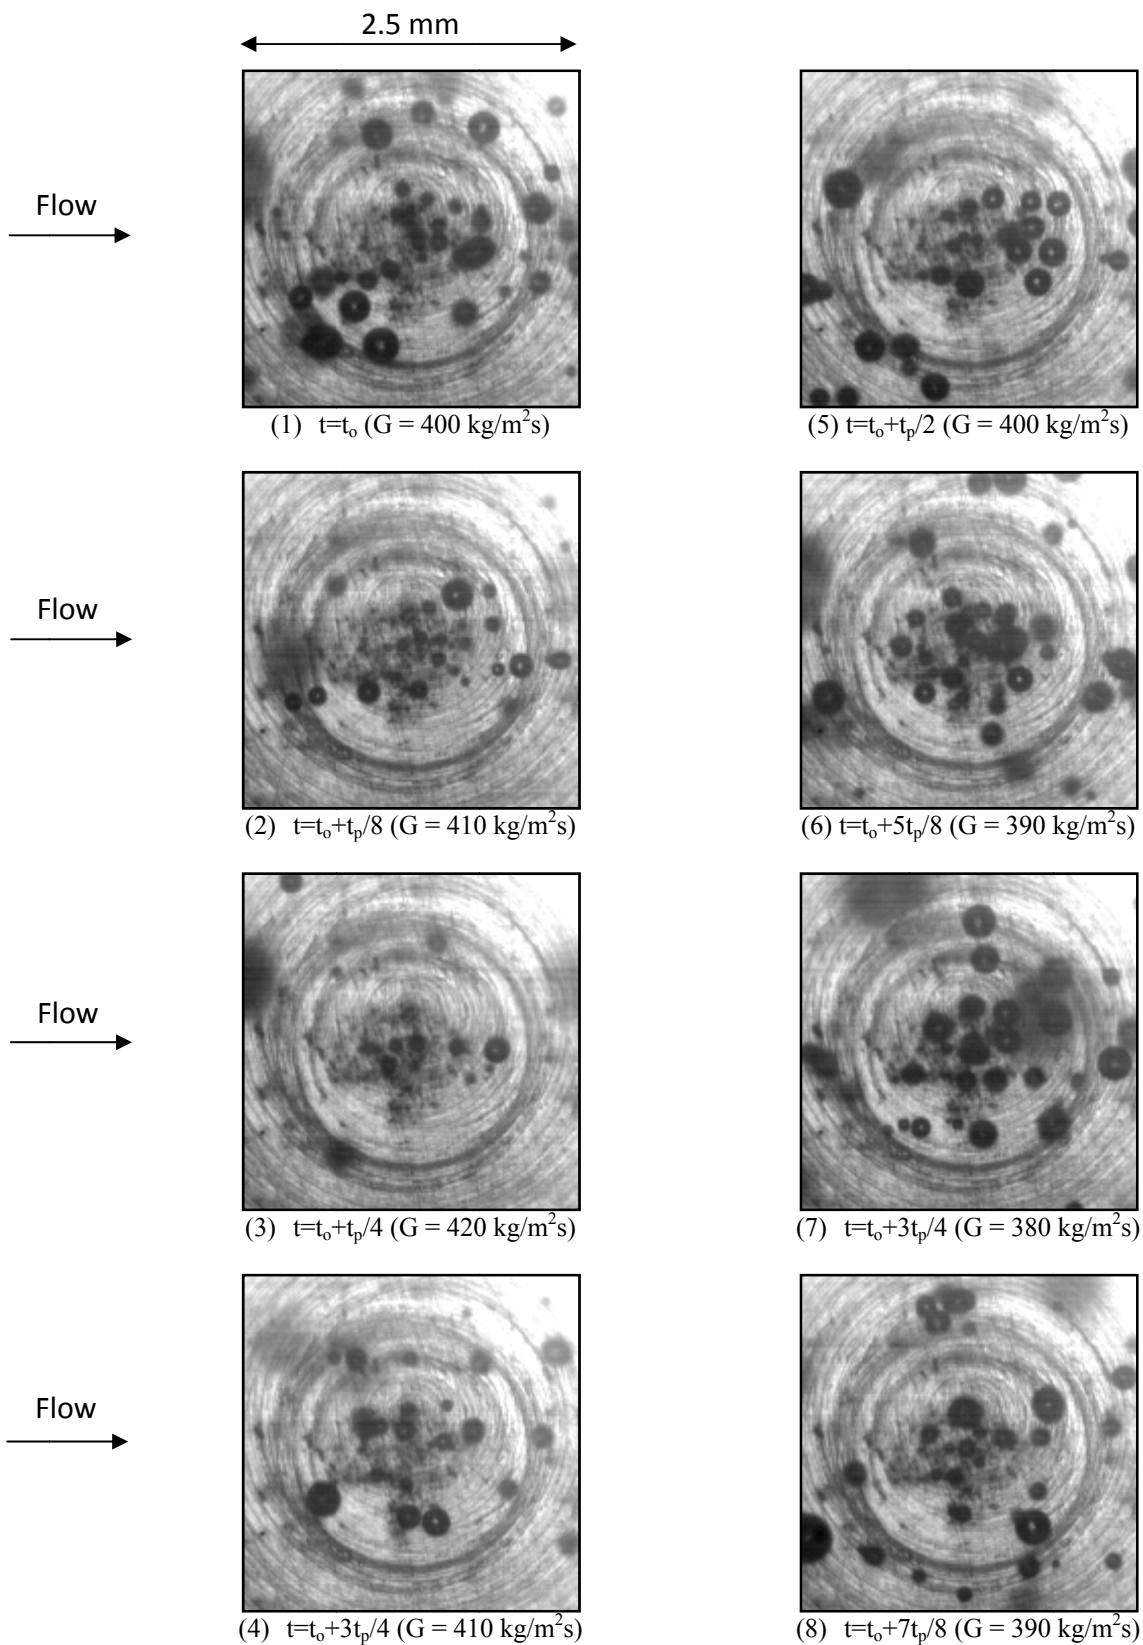 2.5 mm
Flow
(1) t=tₒ (G = 400 kg/m²s)
(5) t=tₒ+tₚ/2 (G = 400 kg/m²s)
Flow
(2) t=tₒ+tₚ/8 (G = 410 kg/m²s)
(6) t=tₒ+5tₚ/8 (G = 390 kg/m²s)
Flow
(3) t=tₒ+tₚ/4 (G = 420 kg/m²s)
(7) t=tₒ+3tₚ/4 (G = 380 kg/m²s)
Flow
(4) t=tₒ+3tₚ/4 (G = 410 kg/m²s)
(8) t=tₒ+7tₚ/8 (G = 390 kg/m²s)